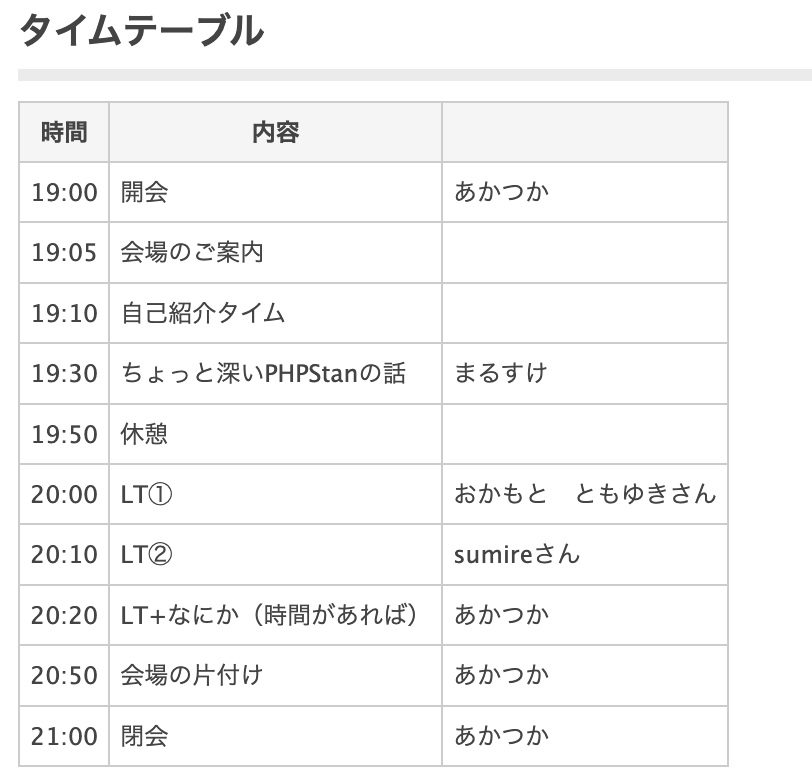 タイムテーブル
時間 内容
19:00 開会 あかつか
19:05 会場のご案内
19:10 自己紹介タイム
19:30 ちょっと深いPHPStanの話 まるすけ
19:50 休憩
20:00 LT① おかもと　ともゆきさん
20:10 LT② sumireさん
20:20 LT+なにか（時間があれば） あかつか
20:50 会場の片付け あかつか
21:00 閉会 あかつか